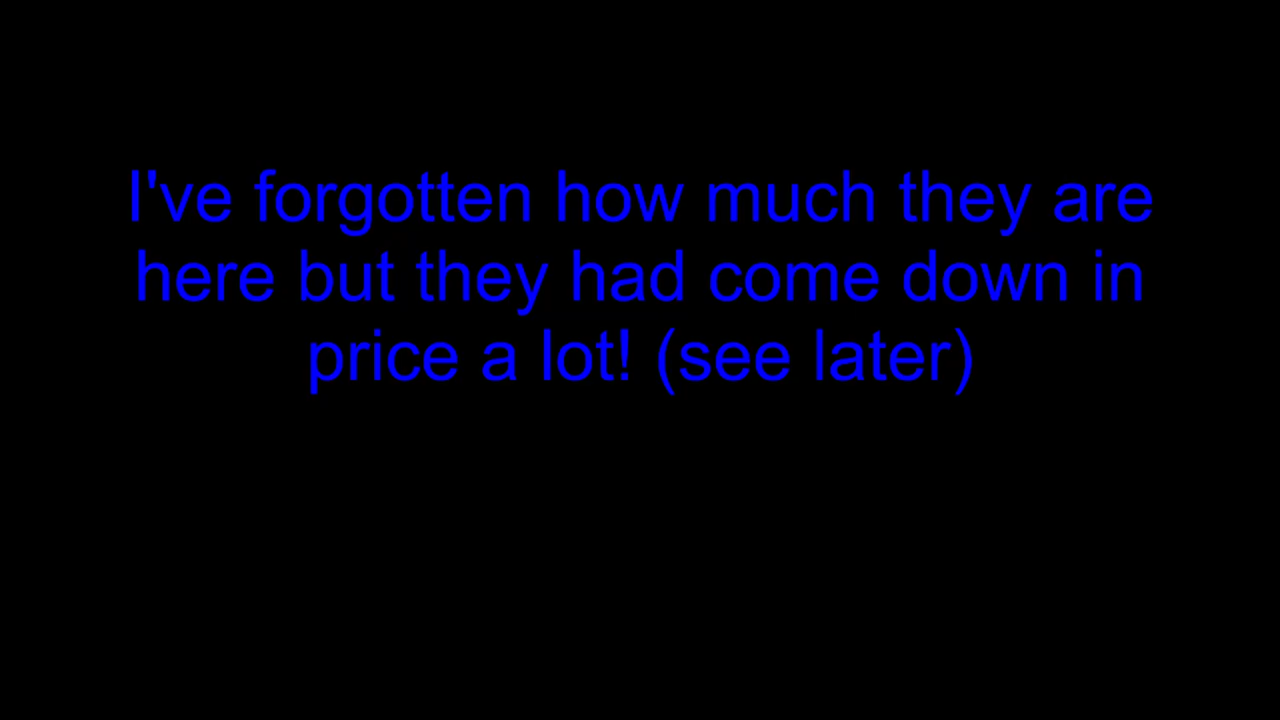 I've forgotten how much they are
here but they had come down in
price a lot! (see later)